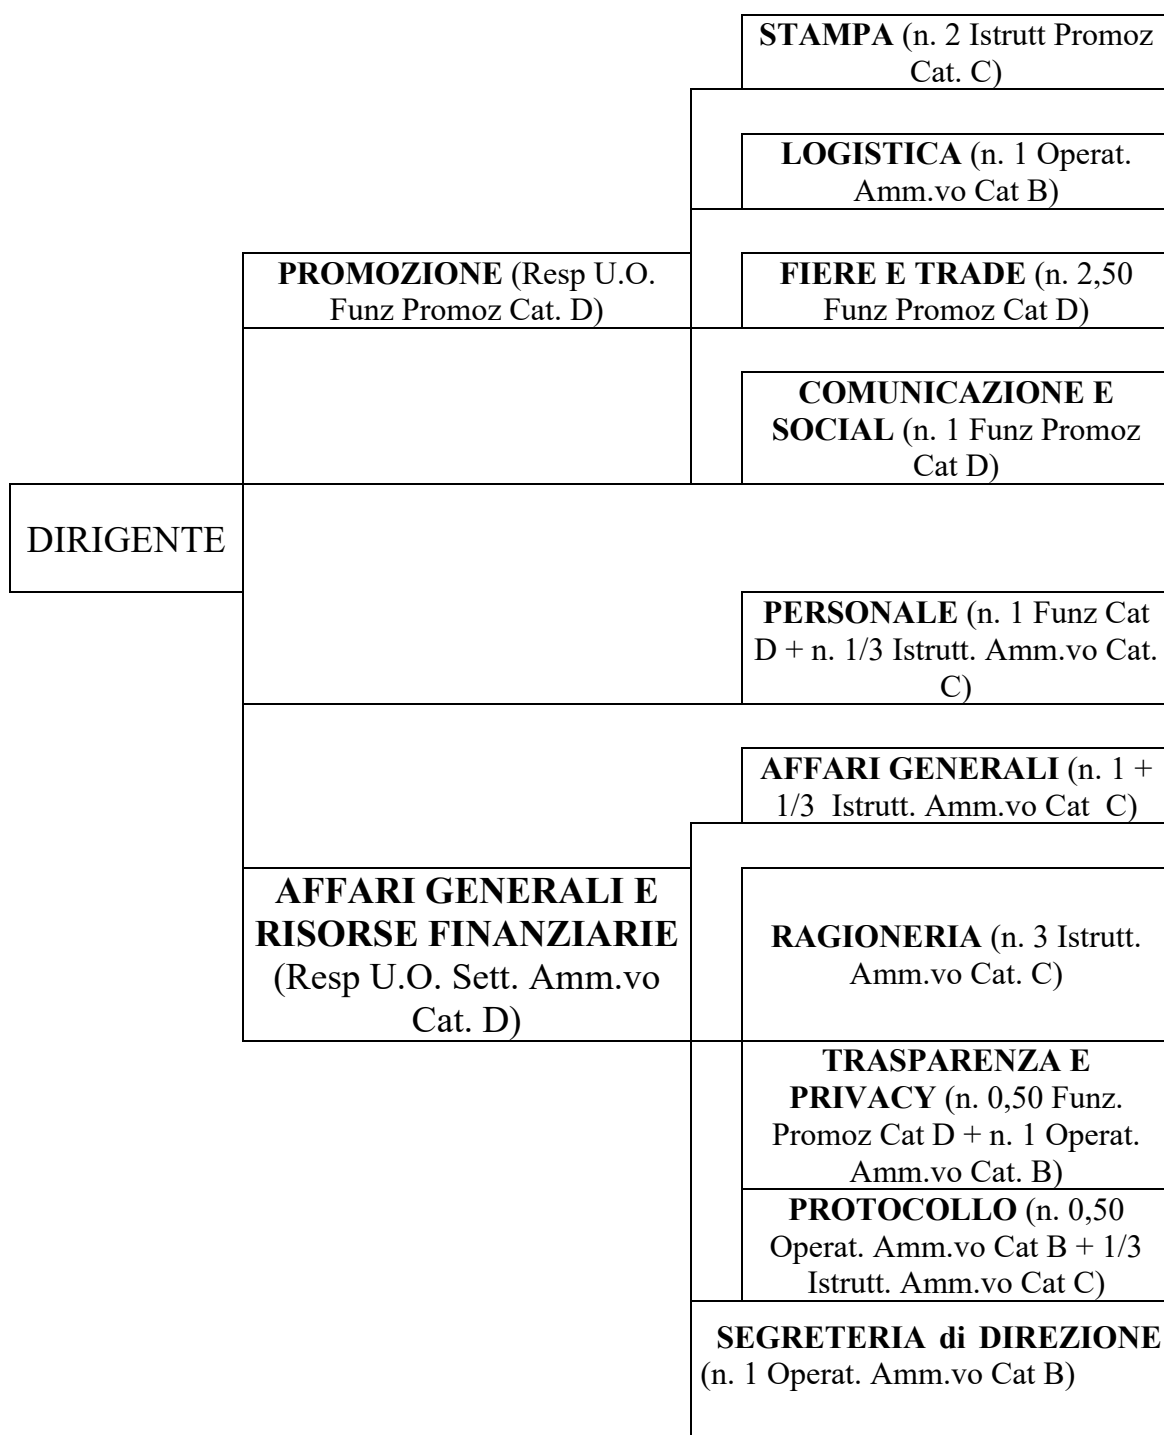 STAMPA (n. 2 Istrutt Promoz
Cat. C)
LOGISTICA (n. 1 Operat.
Amm.vo Cat B)
PROMOZIONE (Resp U.O.
Funz Promoz Cat. D)
FIERE E TRADE (n. 2,50
Funz Promoz Cat D)
COMUNICAZIONE E
SOCIAL (n. 1 Funz Promoz
Cat D)
DIRIGENTE
PERSONALE (n. 1 Funz Cat
D + n. 1/3 Istrutt. Amm.vo Cat.
C)
AFFARI GENERALI (n. 1 +
1/3 Istrutt. Amm.vo Cat C)
AFFARI GENERALI E
RISORSE FINANZIARIE
(Resp U.O. Sett. Amm.vo
Cat. D)
RAGIONERIA (n. 3 Istrutt.
Amm.vo Cat. C)
TRASPARENZA E
PRIVACY (n. 0,50 Funz.
Promoz Cat D + n. 1 Operat.
Amm.vo Cat. B)
PROTOCOLLO (n. 0,50
Operat. Amm.vo Cat B + 1/3
Istrutt. Amm.vo Cat C)
SEGRETERIA di DIREZIONE
(n. 1 Operat. Amm.vo Cat B)